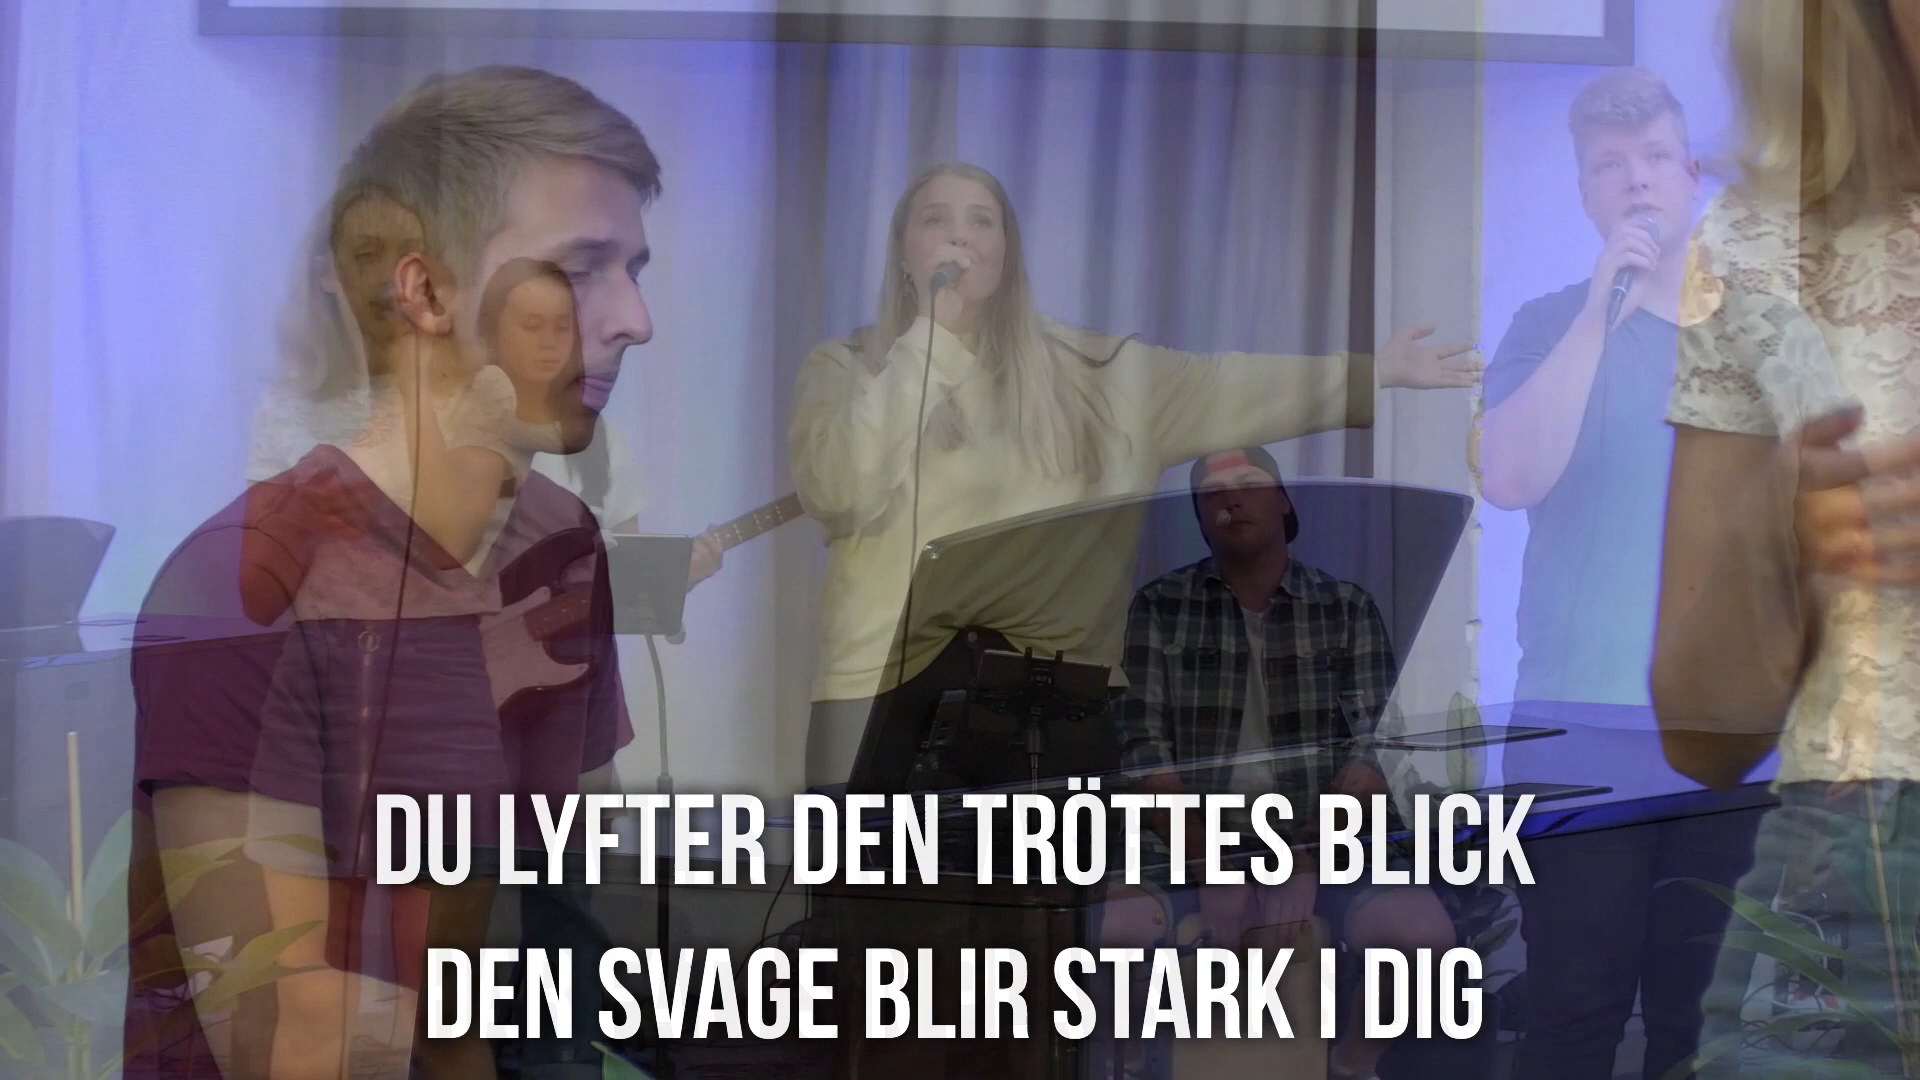 DU LYFTER DEN TRÖTTES BLICK
DEN SVAGE BLIR STARK I DIG